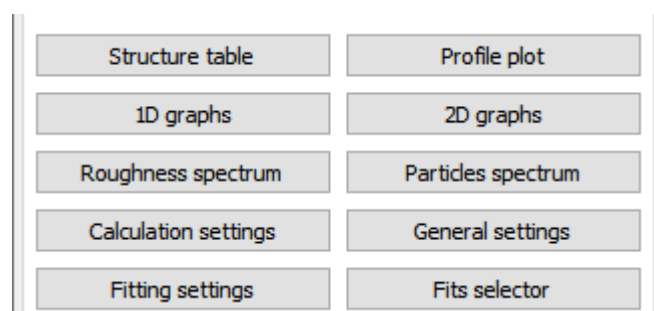 Structure table
Profile plot
1D graphs
2D graphs
Roughness spectrum
Particles spectrum
Calculation settings
General settings
Fitting settings
Fits selector